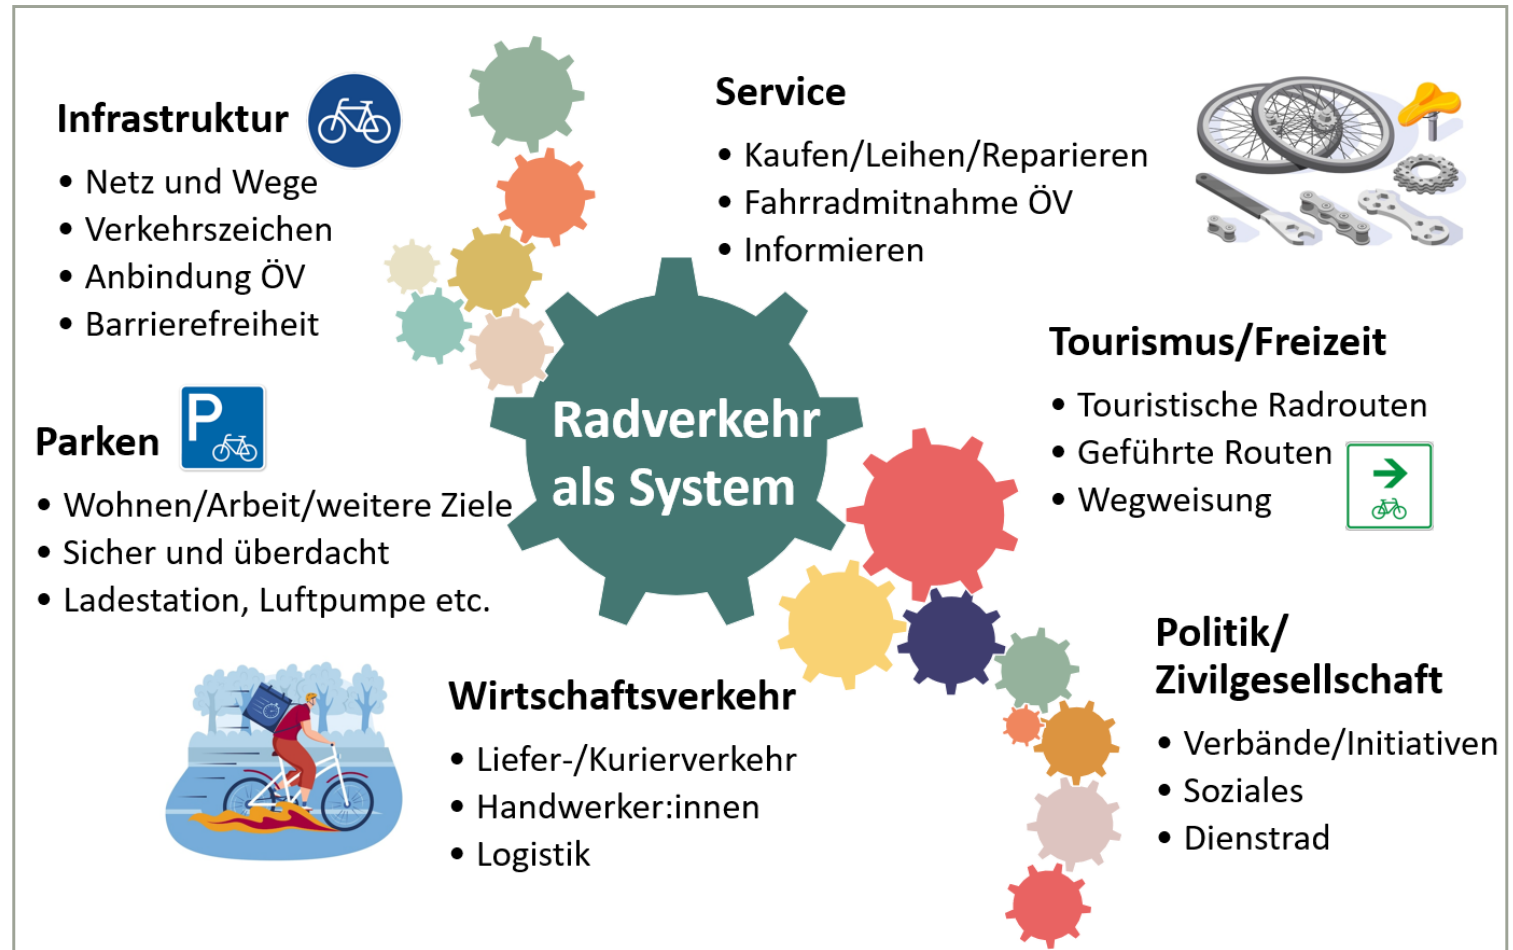 Infrastruktur
• Netz und Wege
• Verkehrszeichen
• Anbindung ÖV
• Barrierefreiheit
Service
• Kaufen/Leihen/Reparieren
• Fahrradmitnahme ÖV
• Informieren
Parken
P
• Wohnen/Arbeit/weitere Ziele
• Sicher und überdacht
• Ladestation, Luftpumpe etc.
Radverkehr
als System
Tourismus/Freizeit
• Touristische Radrouten
• Geführte Routen
• Wegweisung
Wirtschaftsverkehr
• Liefer-/Kurierverkehr
• Handwerker:innen
• Logistik
Politik/
Zivilgesellschaft
• Verbände/Initiativen
• Soziales
• Dienstrad